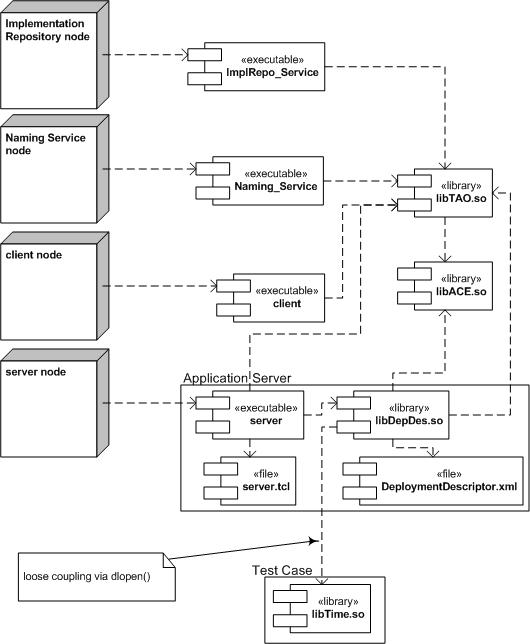 Implementation
Repository node
«executable»
ImplRepo_Service
Naming Service
node
«executable»
Naming_Service
«library»
libTAO.so
client node
«executable»
client
«library»
libACE.so
server node
Application Server
«executable»
server
«library»
libDepDes.so
«file»
server.tcl
«file»
DeploymentDescriptor.xml
loose coupling via dlopen()
Test Case
«library»
libTime.so